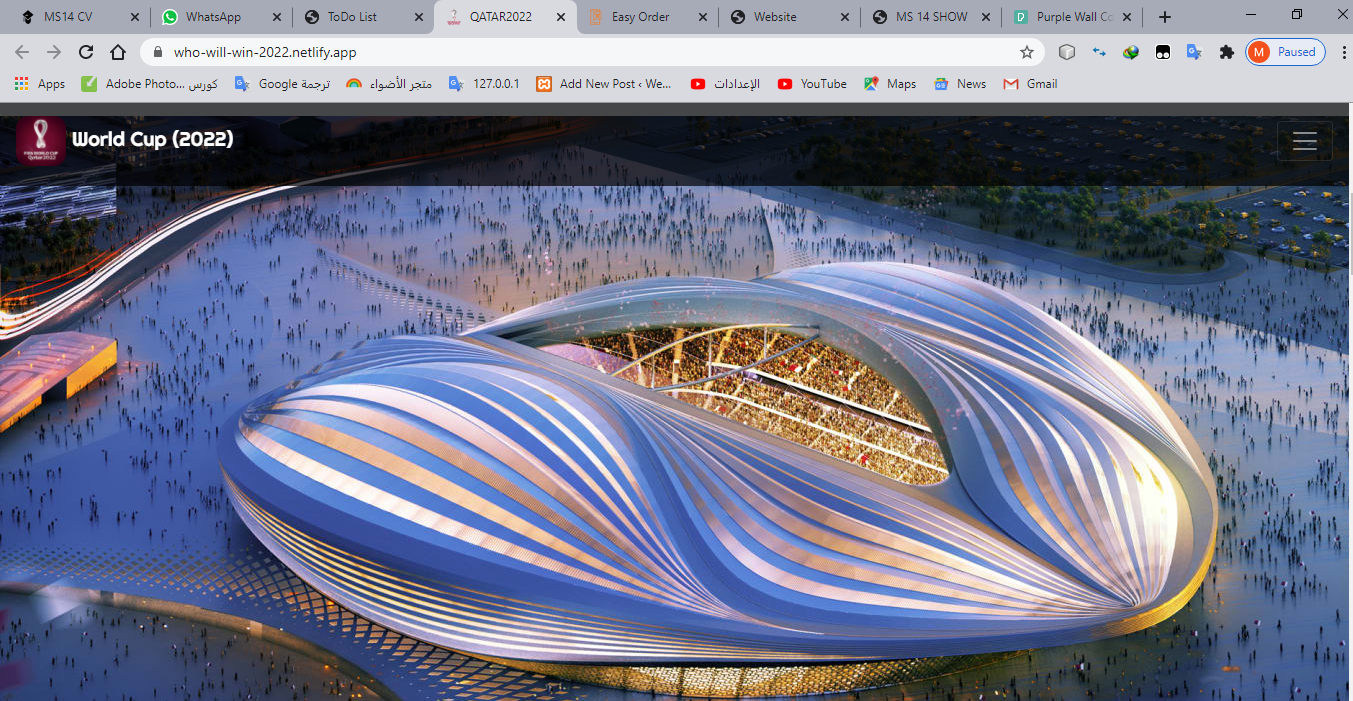 MS14 CV
WhatsApp
ToDo List
QATAR2022
Easy Order
Website
MS 14 SHOW
Purple Wall Co
who-will-win-2022.netlify.app
M Paused
Apps
كورس ...Adobe Photo
ترجمة Google
متجر الأضواء
127.0.0.1
Add New Post ‹ We...
الإعدادات
YouTube
Maps
News
Gmail
FIFA WORLD CUP
Qatar2022
World Cup (2022)